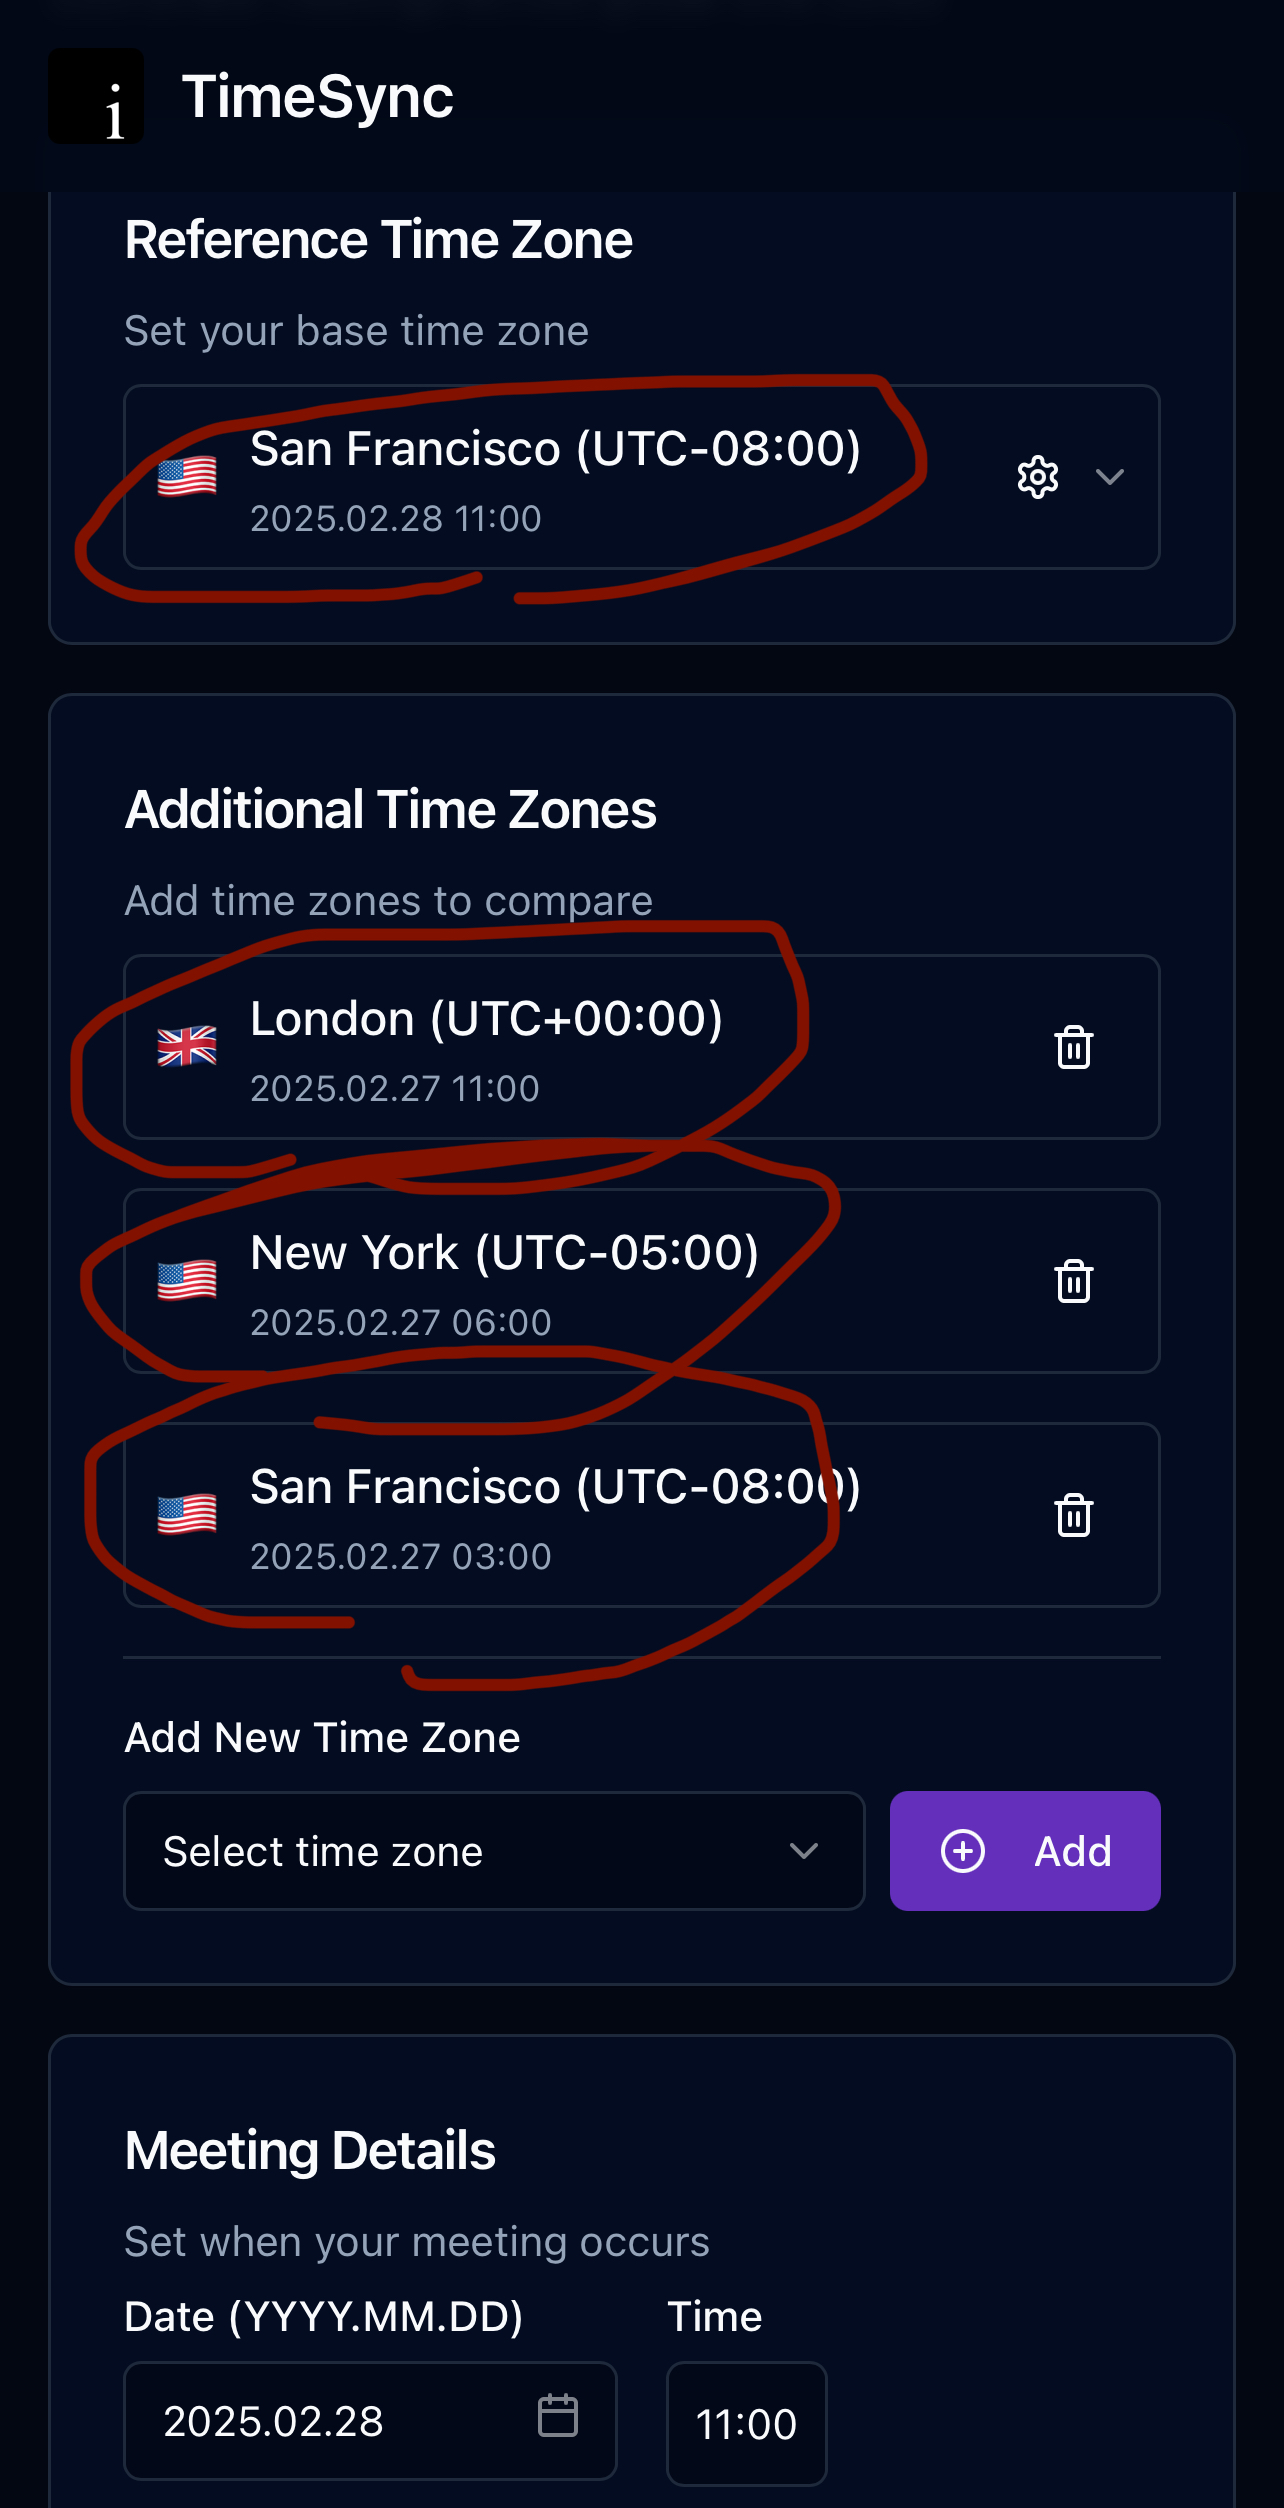 i
TimeSync
Reference Time Zone
Set your base time zone
San Francisco (UTC-08:00)
2025.02.28 11:00
Additional Time Zones
Add time zones to compare
London (UTC+00:00)
2025.02.27 11:00
New York (UTC-05:00)
2025.02.27 06:00
San Francisco (UTC-08:00)
2025.02.27 03:00
Add New Time Zone
Select time zone
Add
Meeting Details
Set when your meeting occurs
Date (YYYY.MM.DD) Time
2025.02.28 11:00